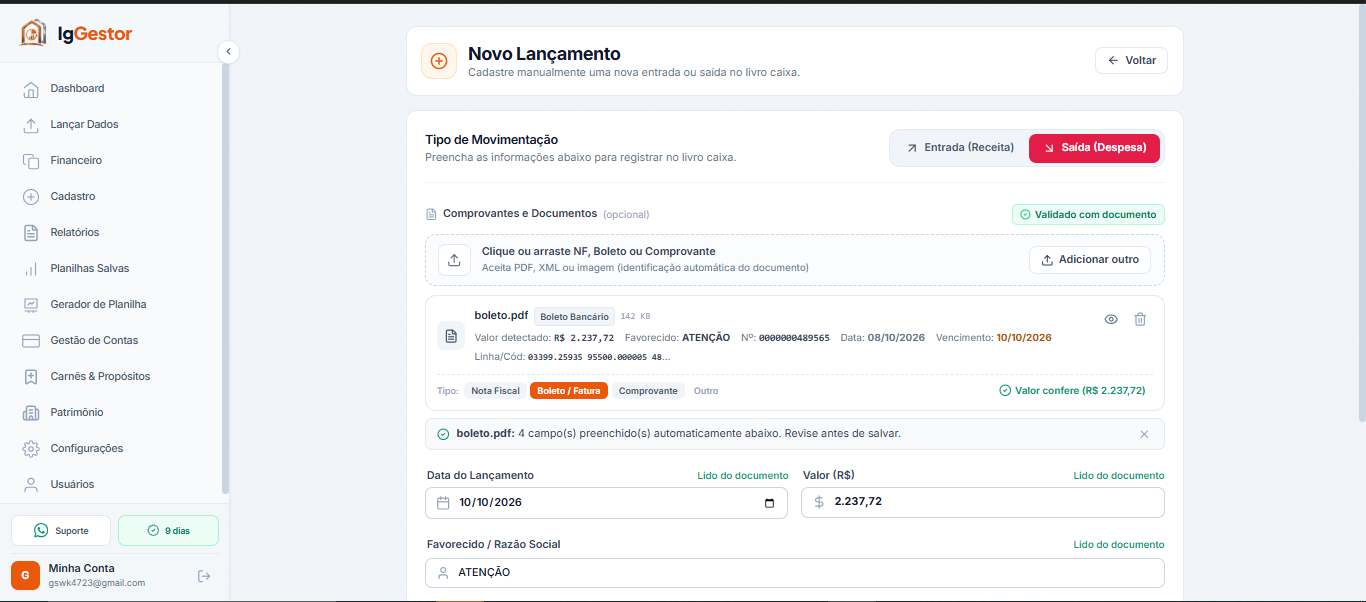 IgGestor
Dashboard
Lançar Dados
Financeiro
Cadastro
Relatórios
Planilhas Salvas
Gerador de Planilha
Gestão de Contas
Carnês & Propósitos
Patrimônio
Configurações
Usuários
Suporte
9 dias
G
Minha Conta
gswk4723@gmail.com
Novo Lançamento
Cadastre manualmente uma nova entrada ou saída no livro caixa.
Voltar
Tipo de Movimentação
Preencha as informações abaixo para registrar no livro caixa.
Entrada (Receita)
Saída (Despesa)
Comprovantes e Documentos (opcional)
Validado com documento
Clique ou arraste NF, Boleto ou Comprovante
Aceita PDF, XML ou imagem (identificação automática do documento)
Adicionar outro
boleto.pdf Boleto Bancário 142 KB
Valor detectado: R$ 2.237,72 Favorecido: ATENÇÃO Nº: 0000000489565 Data: 08/10/2026 Vencimento: 10/10/2026
Linha/Cód: 03399.25935 95500.000005 48...
Tipo: Nota Fiscal Boleto / Fatura Comprovante Outro
Valor confere (R$ 2.237,72)
boleto.pdf: 4 campo(s) preenchido(s) automaticamente abaixo. Revise antes de salvar.
Data do Lançamento Lido do documento
10/10/2026
Valor (R$) Lido do documento
$ 2.237,72
Favorecido / Razão Social Lido do documento
ATENÇÃO